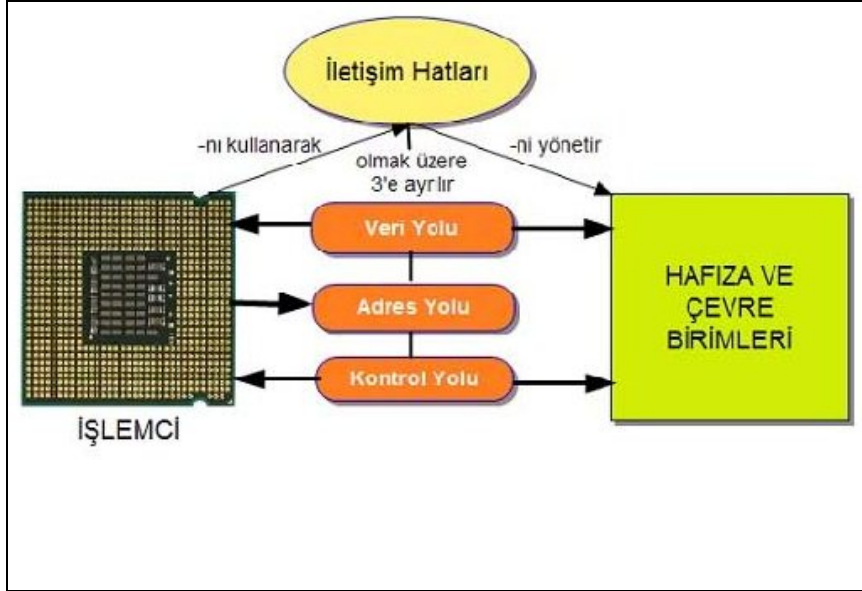 İletişim Hatları
-nı kullanarak
olmak üzere
3'e ayrılır
-ni yönetir
Veri Yolu
Adres Yolu
Kontrol Yolu
İŞLEMCİ
HAFIZA VE
ÇEVRE
BİRİMLERİ